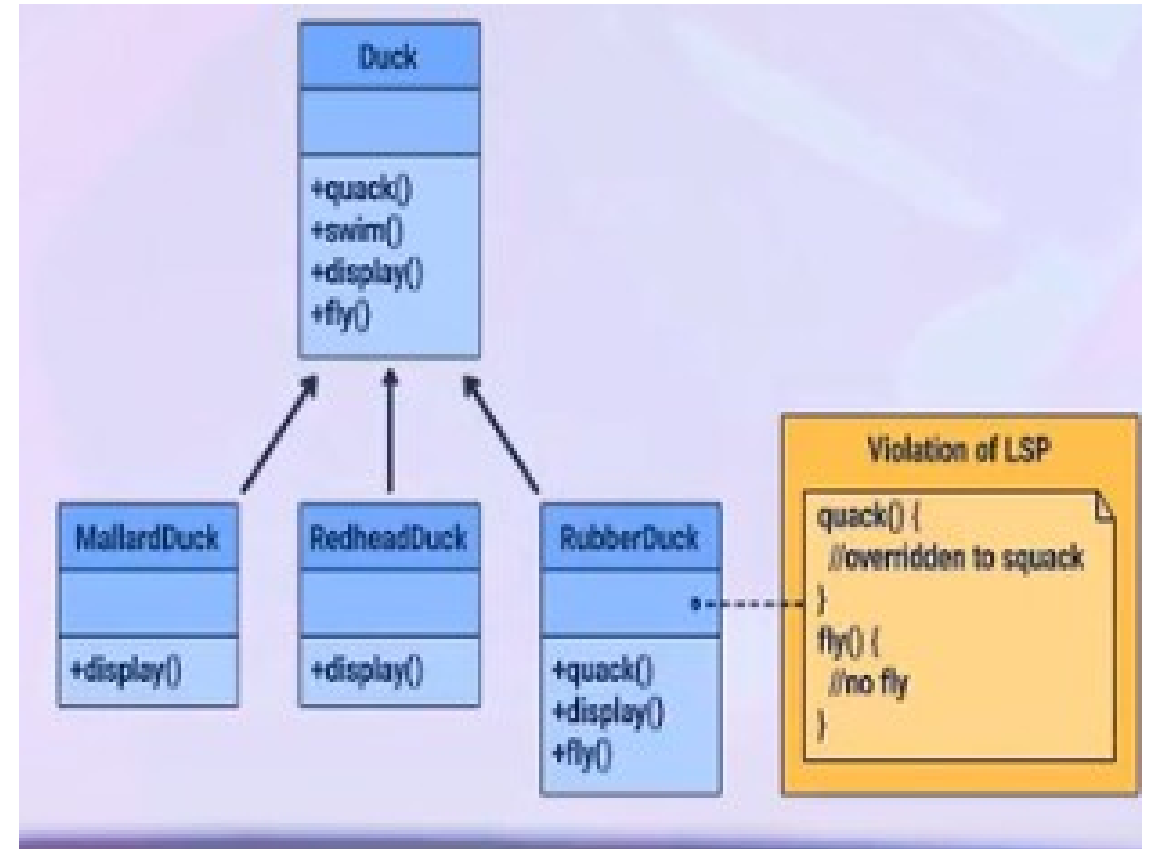 Duck
+quack()
+swim()
+display()
+fly()
MallardDuck
+display()
RedheadDuck
+display()
RubberDuck
+quack()
+display()
+fly()
Violation of LSP
quack() {
//overridden to squack
}
fly() {
//no fly
}